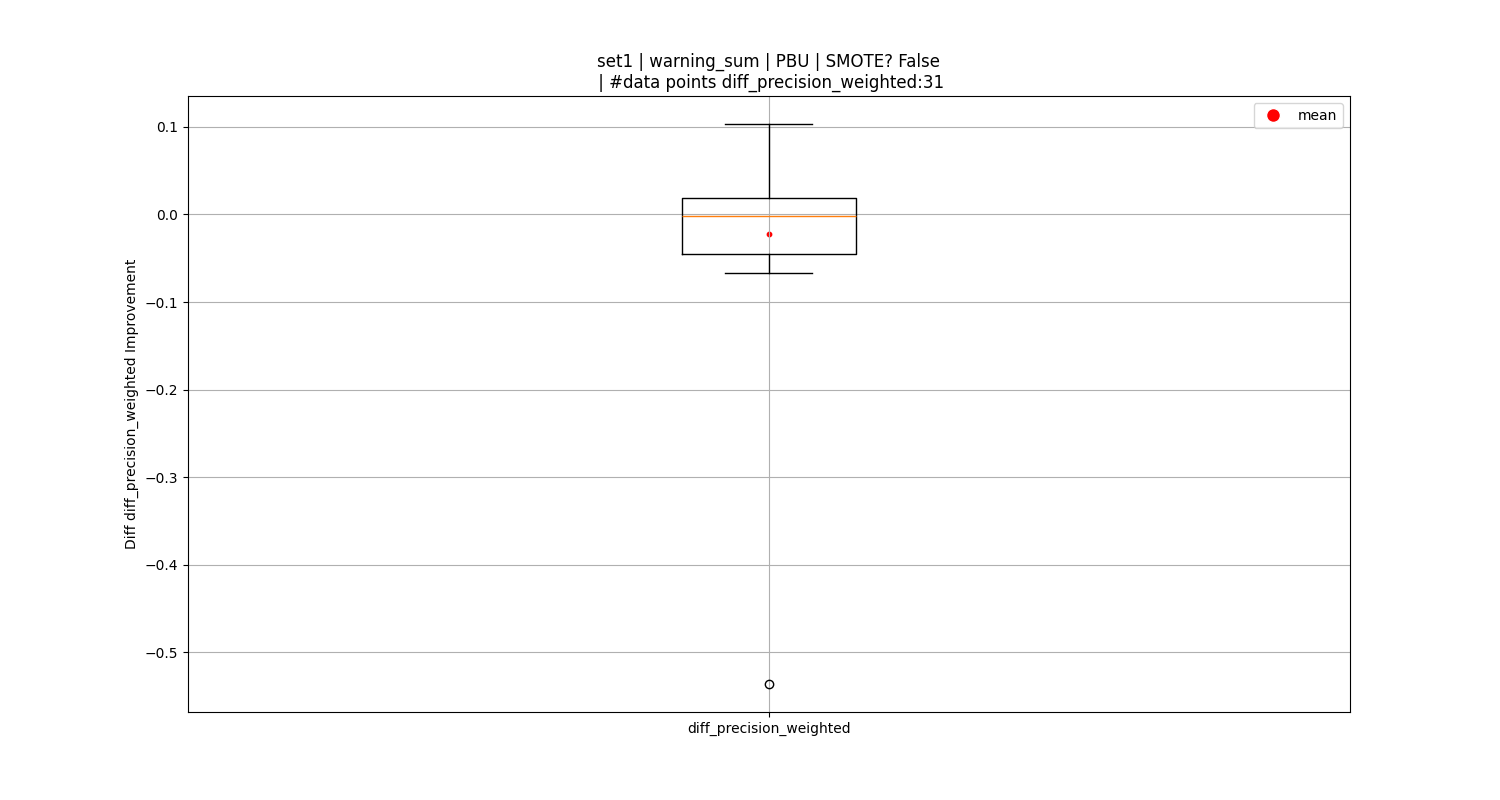 set1 | warning_sum | PBU | SMOTE? False
| #data points diff_precision_weighted:31
mean
0.1
0.0
−0.1
−0.2
−0.3
−0.4
−0.5
Diff diff_precision_weighted Improvement
diff_precision_weighted